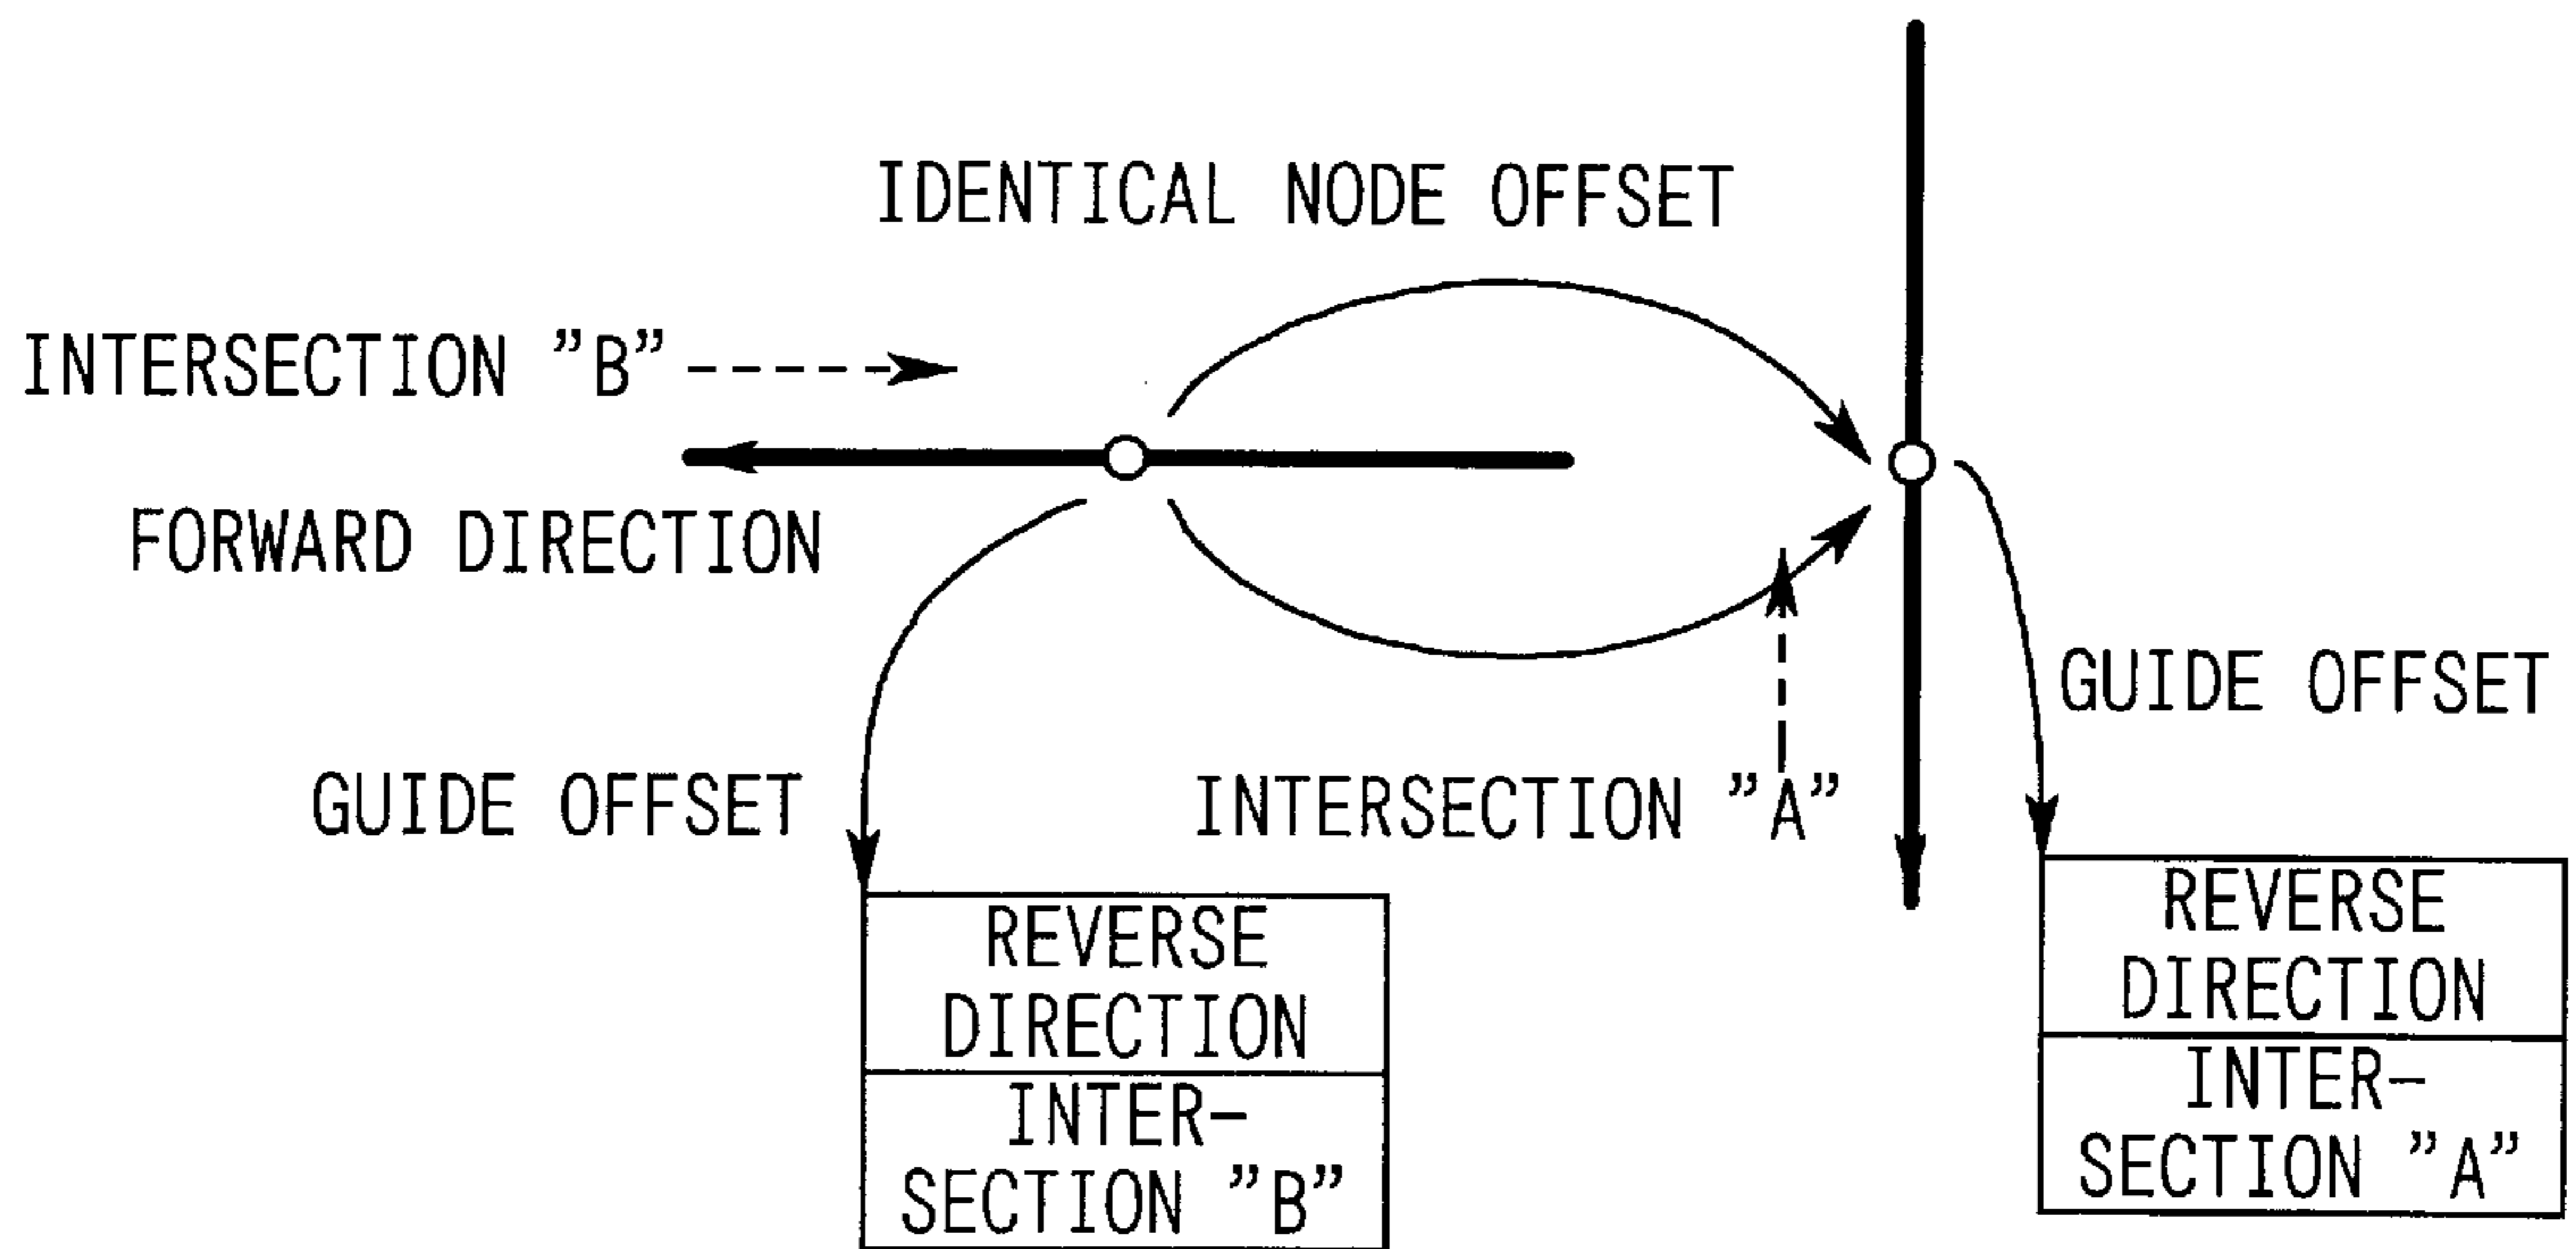 IDENTICAL NODE OFFSET
INTERSECTION ”B”
FORWARD DIRECTION
GUIDE OFFSET
GUIDE OFFSET
INTERSECTION ”A”
REVERSE
DIRECTION
INTER-
SECTION ”B”
REVERSE
DIRECTION
INTER-
SECTION ”A”